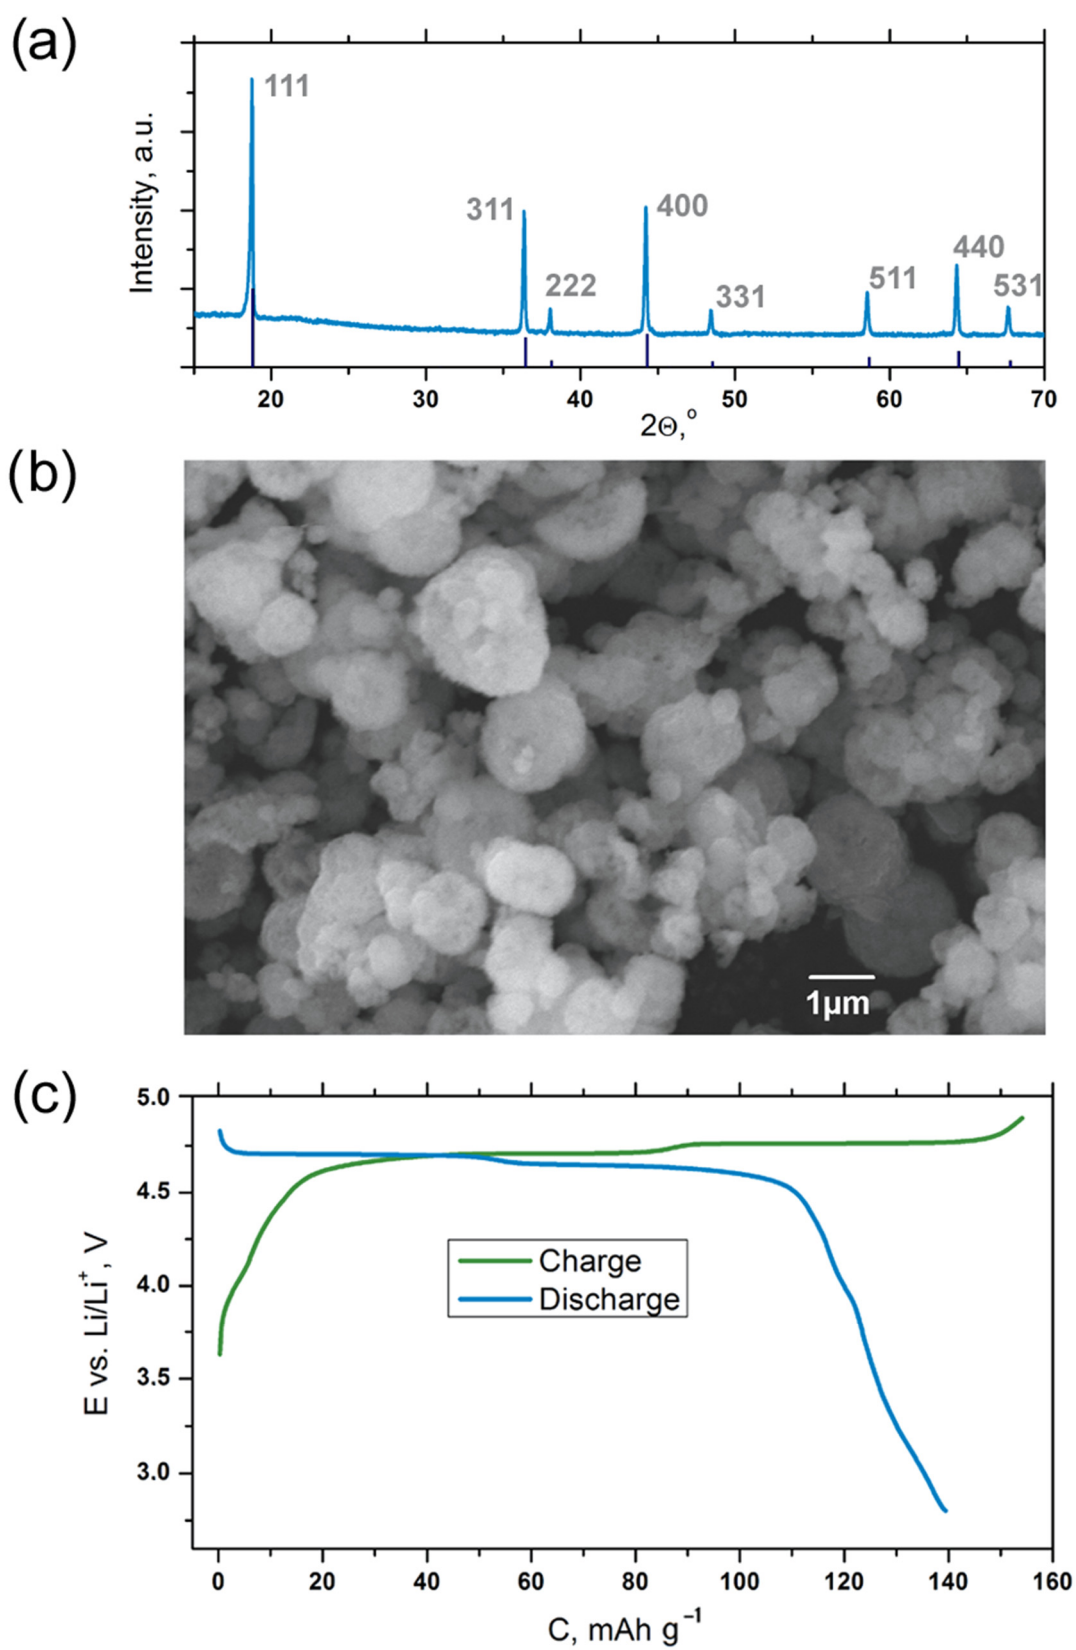 (a)
Intensity, a.u.
111
311
222
400
331
511
440
531
20 30 40 50 60 70
2Θ,°
(b)
1µm
(c)
E vs. Li/Li⁺, V
5.0
4.5
4.0
3.5
3.0
Charge
Discharge
0 20 40 60 80 100 120 140 160
C, mAh g⁻¹